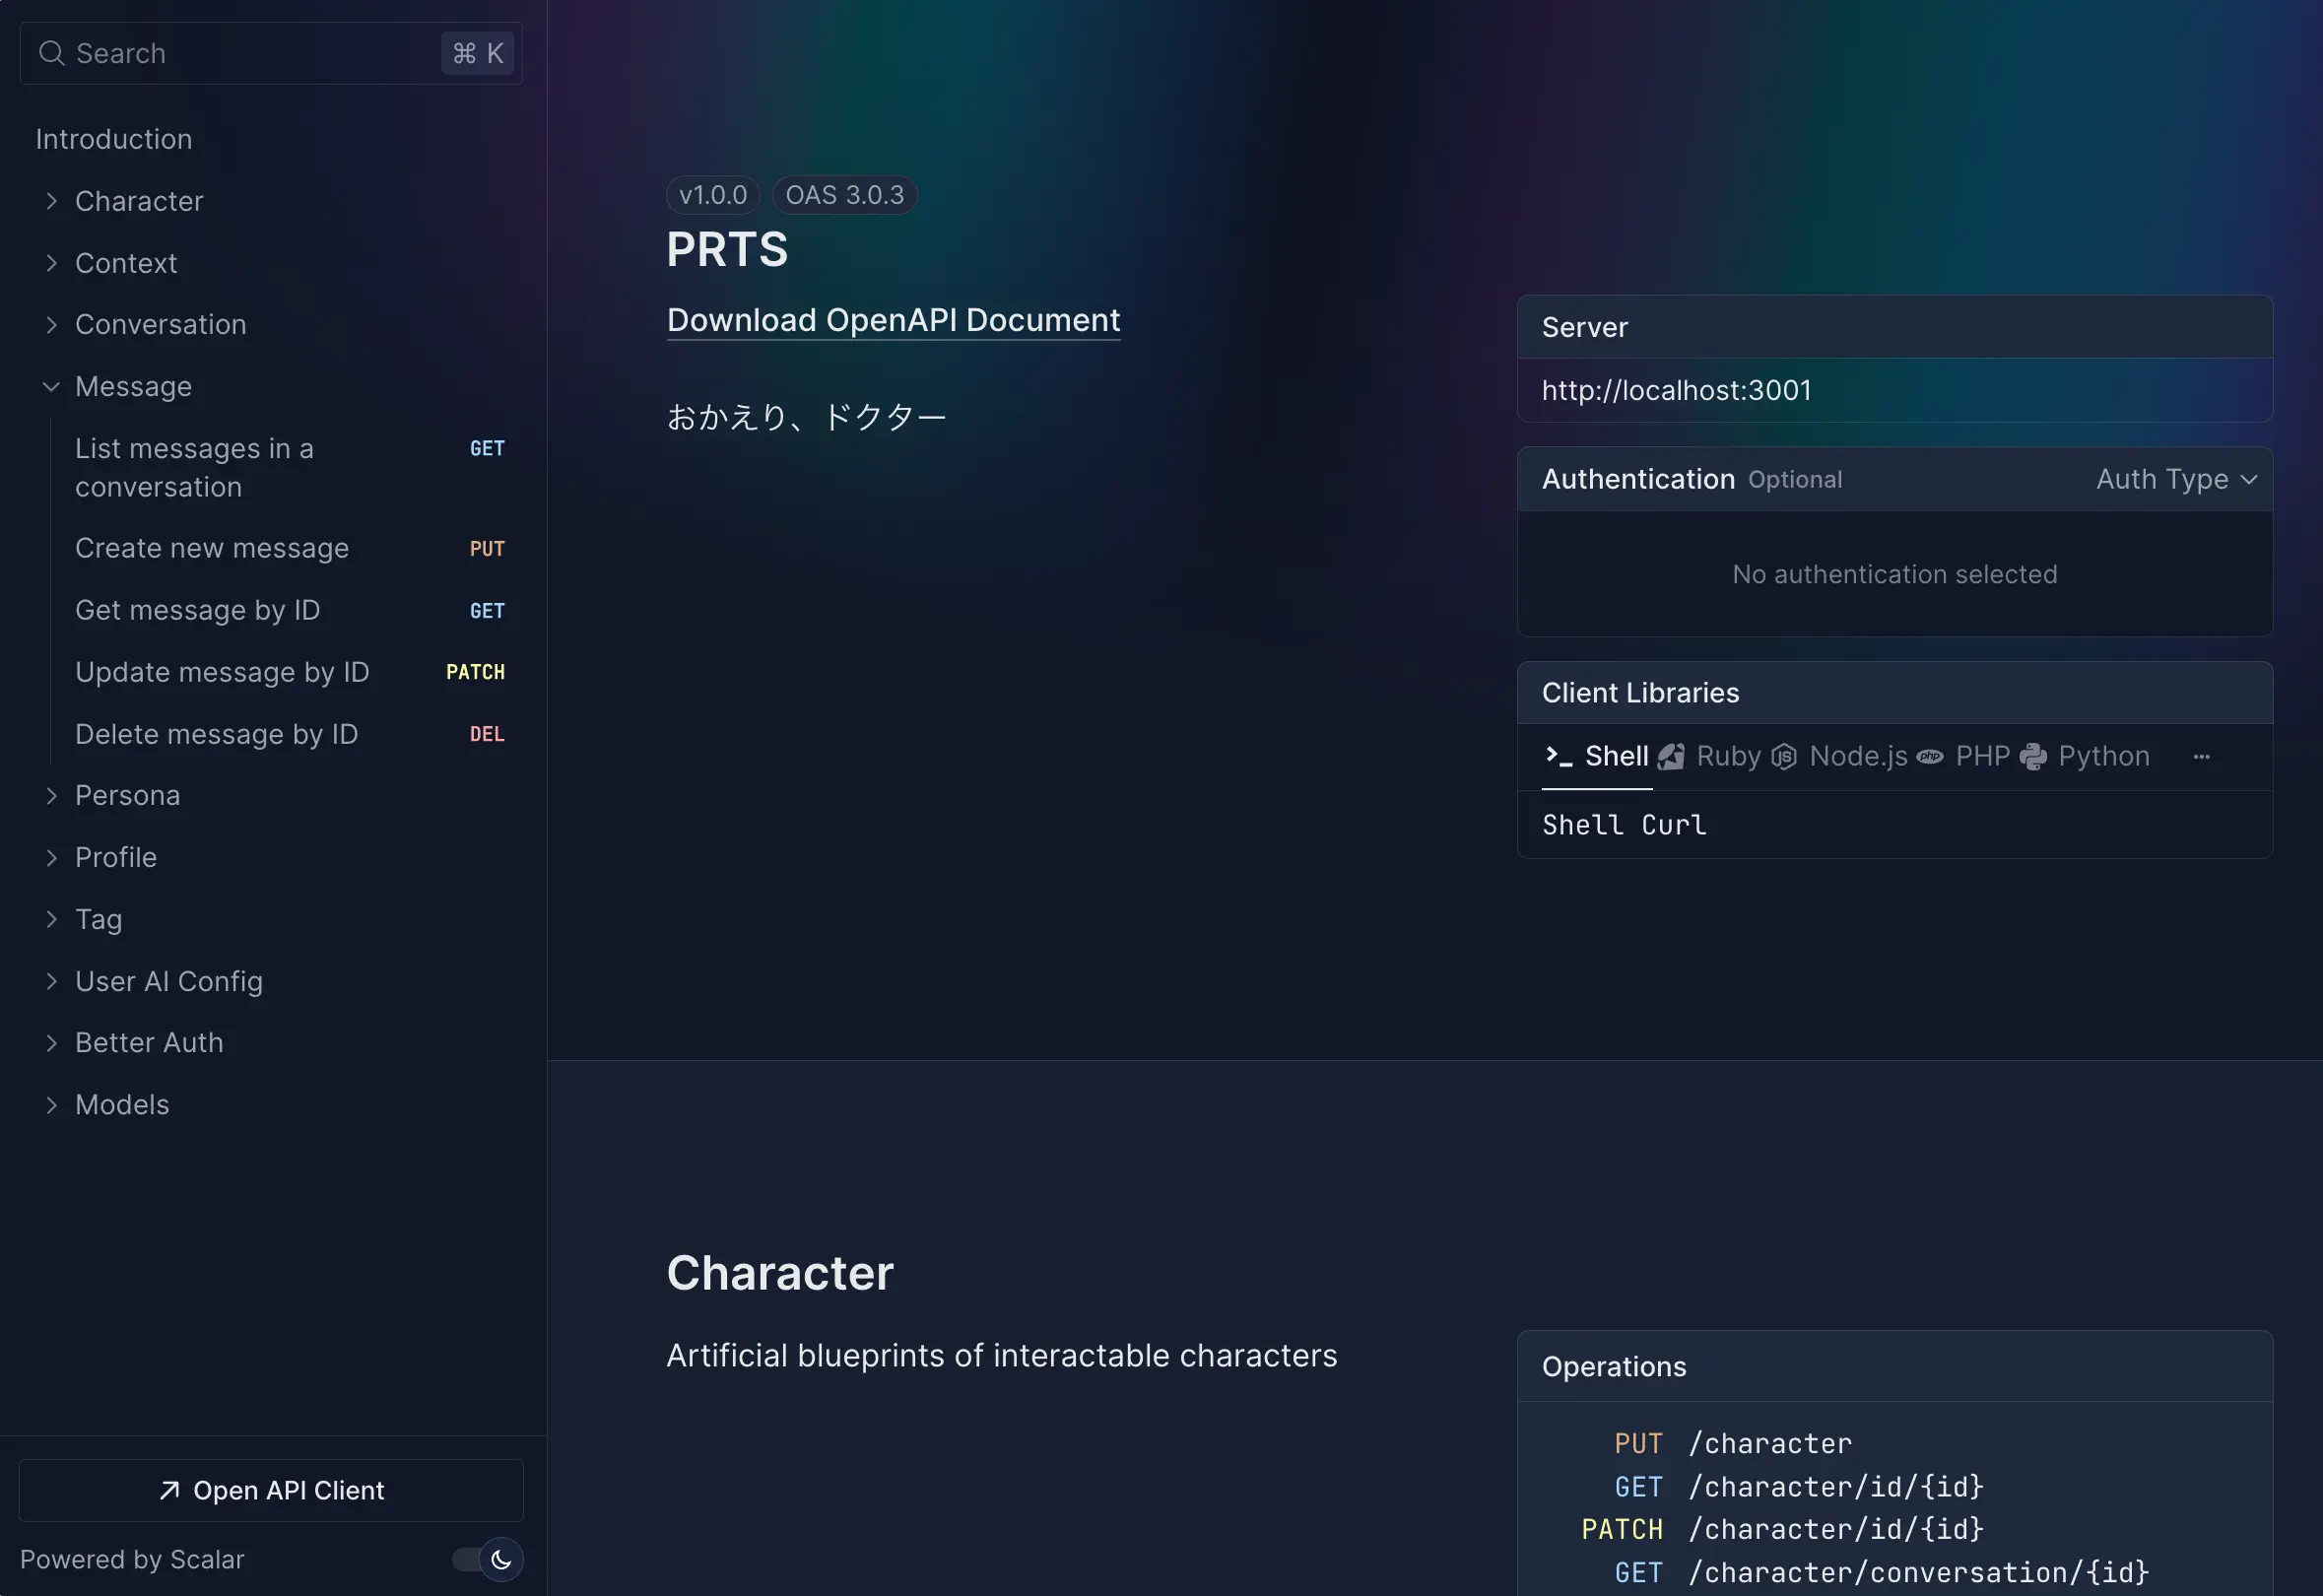 Search
⌘ K
Introduction
Character
Context
Conversation
Message
List messages in a
conversation
GET
Create new message
PUT
Get message by ID
GET
Update message by ID
PATCH
Delete message by ID
DEL
Persona
Profile
Tag
User AI Config
Better Auth
Models
Open API Client
Powered by Scalar
v1.0.0
OAS 3.0.3
PRTS
Download OpenAPI Document
おかえり、ドクター
Server
http://localhost:3001
Authentication Optional
Auth Type
No authentication selected
Client Libraries
Shell
Ruby
JS
Node.js
php
PHP
Python
Shell Curl
Character
Artificial blueprints of interactable characters
Operations
PUT /character
GET /character/id/{id}
PATCH /character/id/{id}
GET /character/conversation/{id}